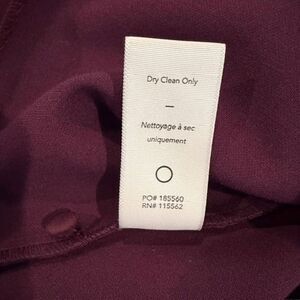 Dry Clean Only
—
Nettoyage à sec
uniquement
PO# 185560
RN# 115562